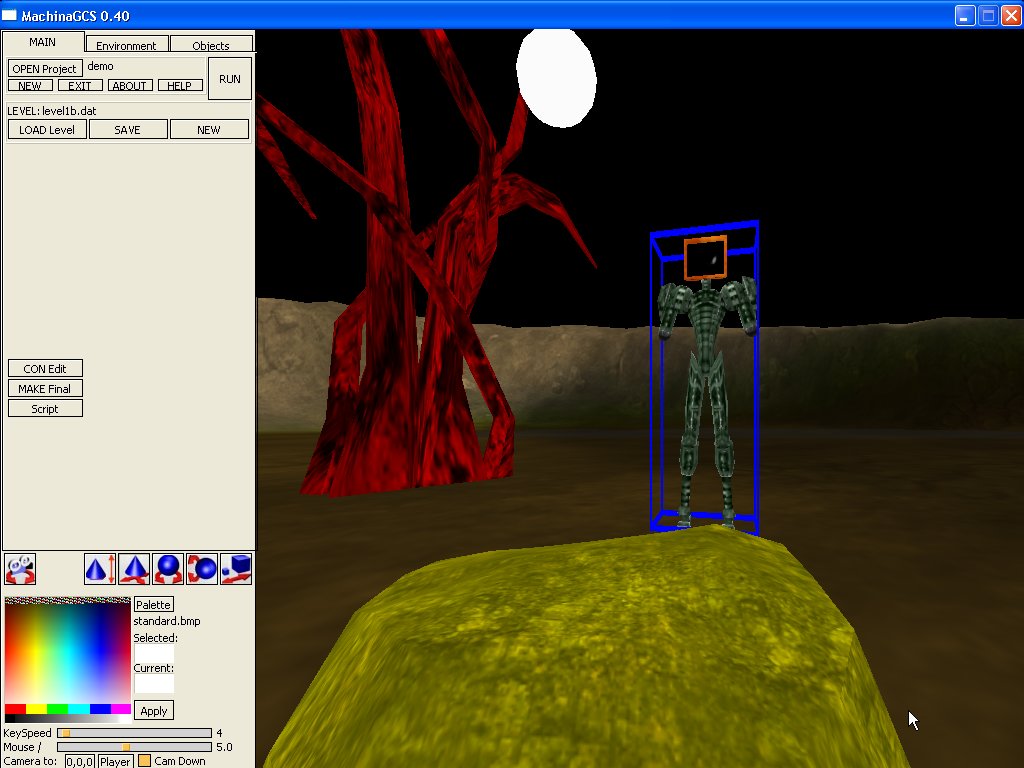 MachinaGCS 0.40
MAIN Environment Objects
OPEN Project demo RUN
NEW EXIT ABOUT HELP
LEVEL: level1b.dat
LOAD Level SAVE NEW
CON Edit
MAKE Final
Script
Palette
standard.bmp
Selected:
Current:
Apply
KeySpeed 4
Mouse / 5.0
Camera to: 0,0,0 Player Cam Down